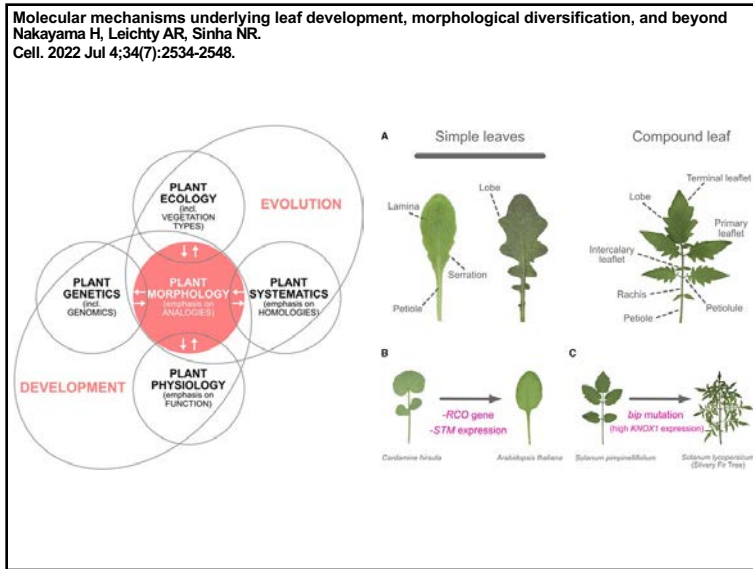 Molecular mechanisms underlying leaf development, morphological diversification, and beyond
Nakayama H, Leichty AR, Sinha NR.
Cell. 2022 Jul 4;34(7):2534-2548.
PLANT
ECOLOGY
(incl.
VEGETATION
TYPES)
EVOLUTION
PLANT
GENETICS
(incl.
GENOMICS)
PLANT
MORPHOLOGY
(emphasis on
ANALOGIES)
PLANT
SYSTEMATICS
(emphasis on
HOMOLOGIES)
DEVELOPMENT
PLANT
PHYSIOLOGY
(emphasis on
FUNCTION)
A
Simple leaves
Compound leaf
Lamina
Lobe
Serration
Petiole
Terminal leaflet
Lobe
Primary
leaflet
Intercalary
leaflet
Rachis
Petiole
Petiolule
B
-RCO gene
-STM expression
Cardamine hirsuta
Arabidopsis thaliana
C
bip mutation
(high KNOX1 expression)
Solanum pimpinellifolium
Solanum lycopersicum
(Silvery Fir Tree)